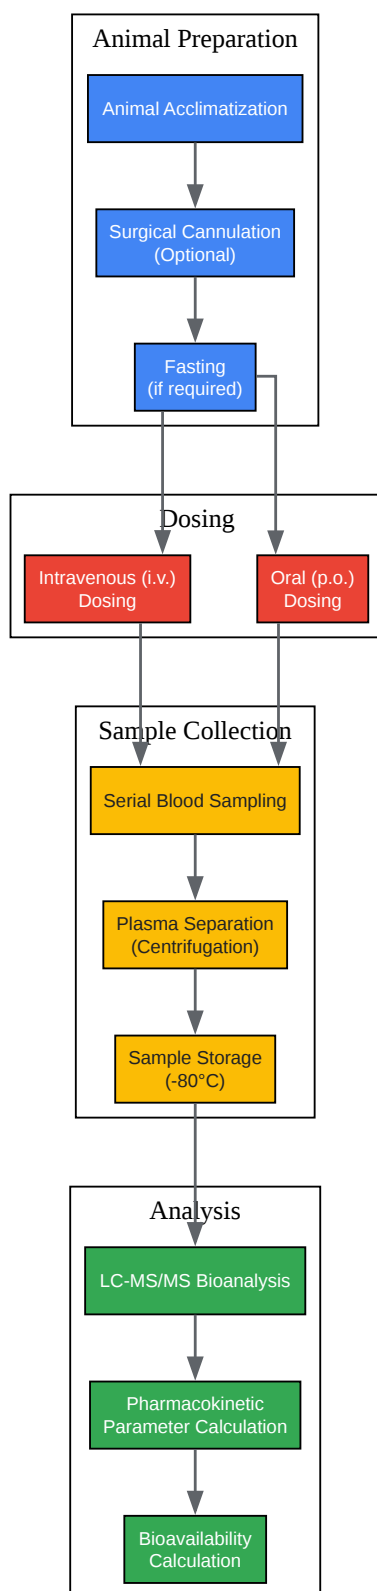 Animal Preparation
Animal Acclimatization
Surgical Cannulation
(Optional)
Fasting
(if required)
Dosing
Intravenous (i.v.)
Dosing
Oral (p.o.)
Dosing
Sample Collection
Serial Blood Sampling
Plasma Separation
(Centrifugation)
Sample Storage
(-80°C)
Analysis
LC-MS/MS Bioanalysis
Pharmacokinetic
Parameter Calculation
Bioavailability
Calculation